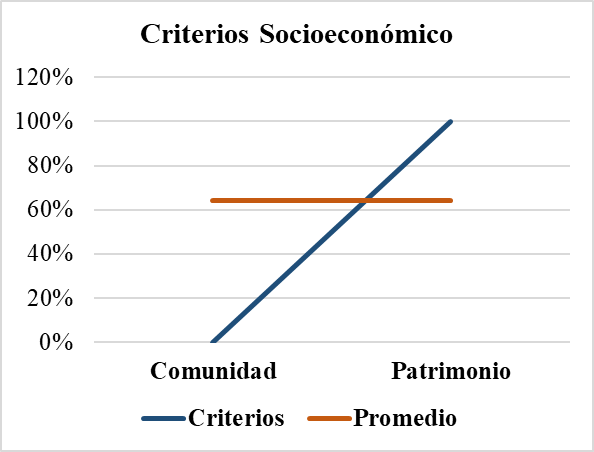 Criterios Socioeconómico
120%
100%
80%
60%
40%
20%
0%
Comunidad Patrimonio
Criterios Promedio